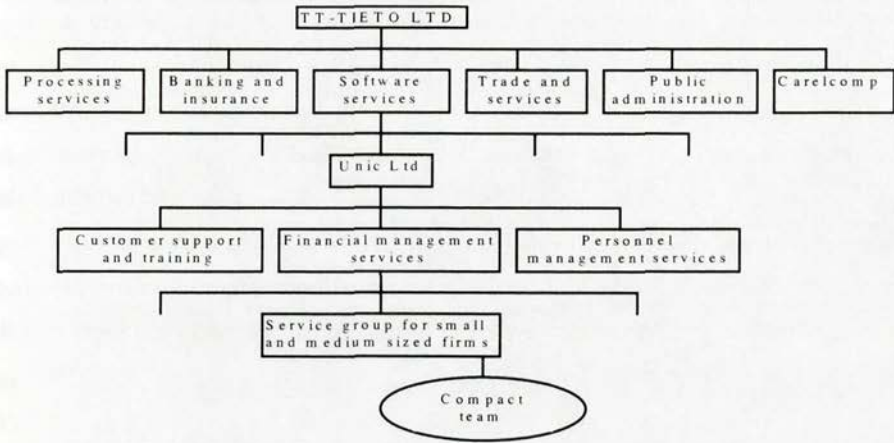 TT-TIETO LTD
Processing
services
Banking and
insurance
Software
services
Trade and
services
Public
administration
Carelcomp
Unic Ltd
Customer support
and training
Financial management
services
Personnel
management services
Service group for small
and medium sized firms
Compact
team